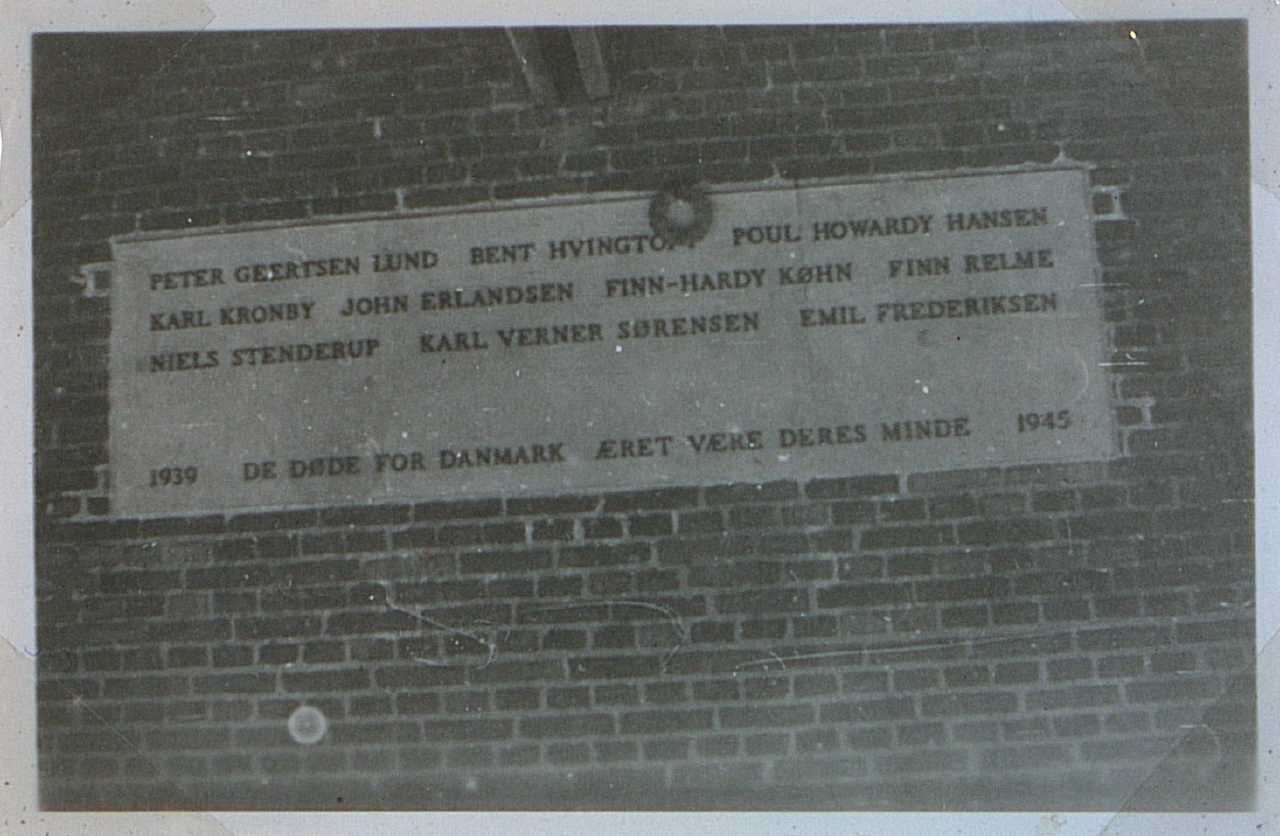 PETER GEERTSEN LUND BENT POUL HOWARDY HANSEN
KARL KRONBY JOHN ERLANDSEN FINN-HARDY KØHN FINN RELME
NIELS STENDERUP KARL VERNER SØRENSEN EMIL FREDERIKSEN
1939 DE DØDE FOR DANMARK ÆRET VÆRE DERES MINDE 1945